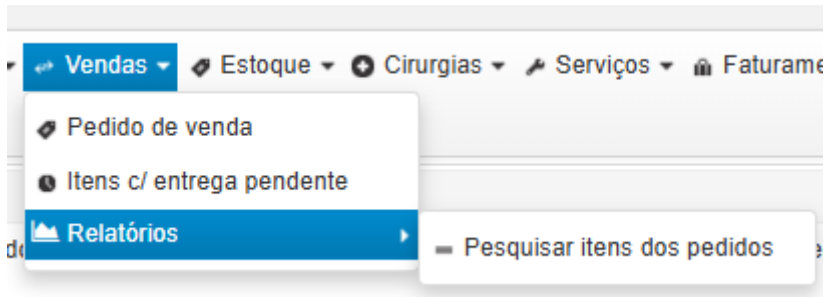 Vendas Estoque Cirurgias Serviços
Pedido de venda
Itens c/ entrega pendente
Relatórios
Pesquisar itens dos pedidos